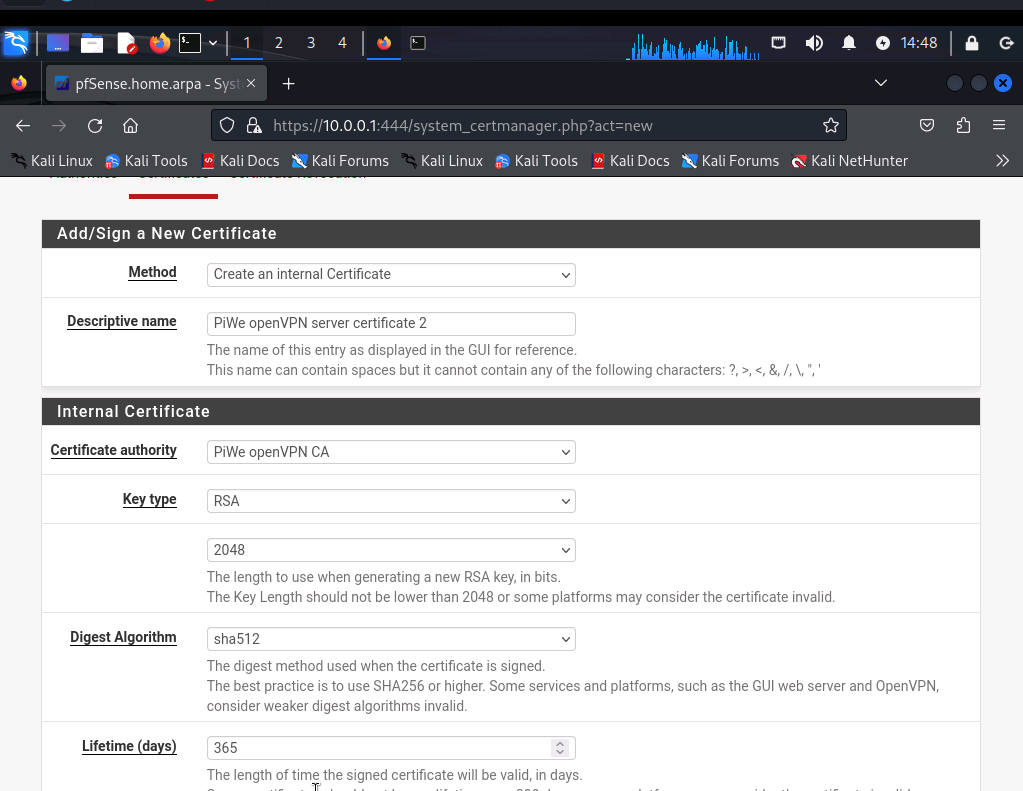 1 2 3 4 14:48
pfSense.home.arpa - Syst
https://10.0.0.1:444/system_certmanager.php?act=new
Kali Linux Kali Tools Kali Docs Kali Forums Kali Linux Kali Tools Kali Docs Kali Forums Kali NetHunter
Authorities Certificates Certificate Revocation
Add/Sign a New Certificate
Method Create an internal Certificate
Descriptive name PiWe openVPN server certificate 2
The name of this entry as displayed in the GUI for reference.
This name can contain spaces but it cannot contain any of the following characters: ?, >, <, &, /, \, ", '
Internal Certificate
Certificate authority PiWe openVPN CA
Key type RSA
2048
The length to use when generating a new RSA key, in bits.
The Key Length should not be lower than 2048 or some platforms may consider the certificate invalid.
Digest Algorithm sha512
The digest method used when the certificate is signed.
The best practice is to use SHA256 or higher. Some services and platforms, such as the GUI web server and OpenVPN,
consider weaker digest algorithms invalid.
Lifetime (days) 365
The length of time the signed certificate will be valid, in days.